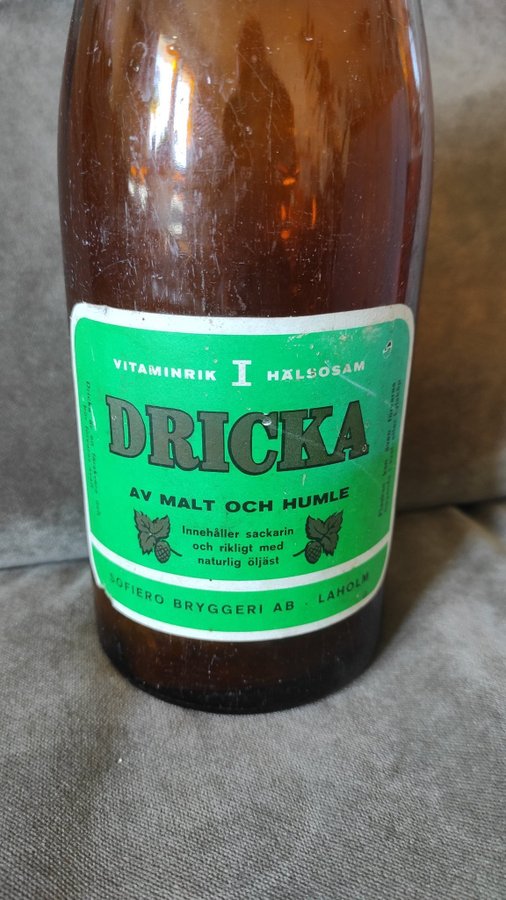 VITAMINRIK I HÄLSOSAM
DRICKA
AV MALT OCH HUMLE
Innehåller sackarin
och rikligt med
naturlig öljäst
SOFIERO BRYGGERI AB LAHOLM